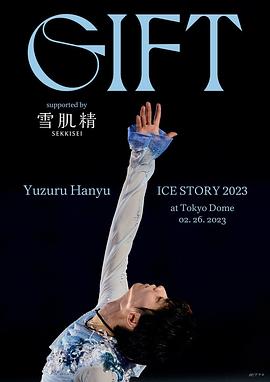 GIFT
supported by
雪肌精
SEKKISEI
Yuzuru Hanyu
ICE STORY 2023
at Tokyo Dome
02. 26. 2023